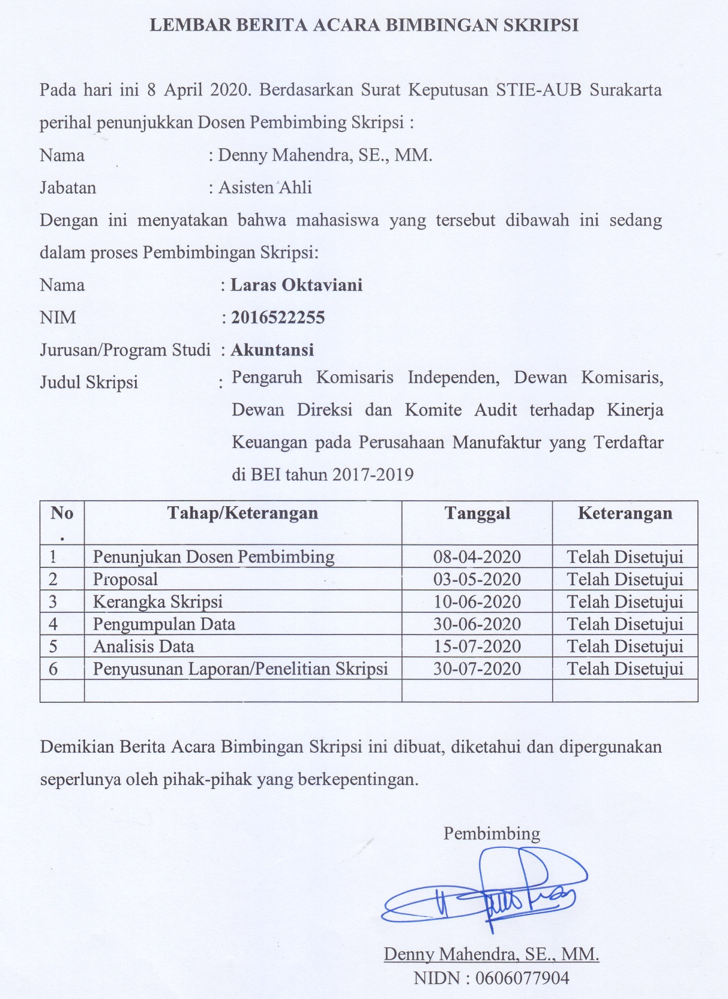 LEMBAR BERITA ACARA BIMBINGAN SKRIPSI
Pada hari ini 8 April 2020. Berdasarkan Surat Keputusan STIE-AUB Surakarta
perihal penunjukkan Dosen Pembimbing Skripsi :
Nama : Denny Mahendra, SE., MM.
Jabatan : Asisten Ahli
Dengan ini menyatakan bahwa mahasiswa yang tersebut dibawah ini sedang
dalam proses Pembimbingan Skripsi:
Nama : Laras Oktaviani
NIM : 2016522255
Jurusan/Program Studi : Akuntansi
Judul Skripsi : Pengaruh Komisaris Independen, Dewan Komisaris,
Dewan Direksi dan Komite Audit terhadap Kinerja
Keuangan pada Perusahaan Manufaktur yang Terdaftar
di BEI tahun 2017-2019
No. Tahap/Keterangan Tanggal Keterangan
1 Penunjukan Dosen Pembimbing 08-04-2020 Telah Disetujui
2 Proposal 03-05-2020 Telah Disetujui
3 Kerangka Skripsi 10-06-2020 Telah Disetujui
4 Pengumpulan Data 30-06-2020 Telah Disetujui
5 Analisis Data 15-07-2020 Telah Disetujui
6 Penyusunan Laporan/Penelitian Skripsi 30-07-2020 Telah Disetujui
Demikian Berita Acara Bimbingan Skripsi ini dibuat, diketahui dan dipergunakan
seperlunya oleh pihak-pihak yang berkepentingan.
Pembimbing
Denny Mahendra, SE., MM.
NIDN : 0606077904